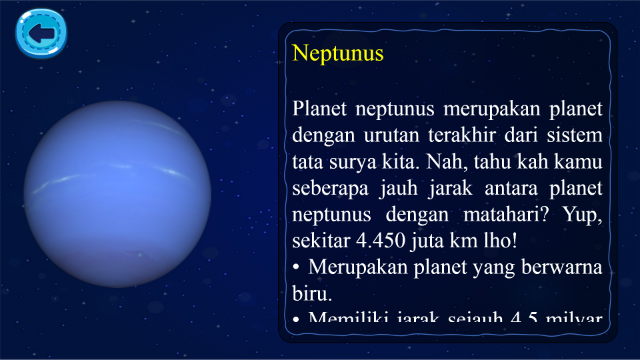 Neptunus
Planet neptunus merupakan planet
dengan urutan terakhir dari sistem
tata surya kita. Nah, tahu kah kamu
seberapa jauh jarak antara planet
neptunus dengan matahari? Yup,
sekitar 4.450 juta km lho!
• Merupakan planet yang berwarna
biru.
• Memiliki jarak sejauh 4,5 milyar